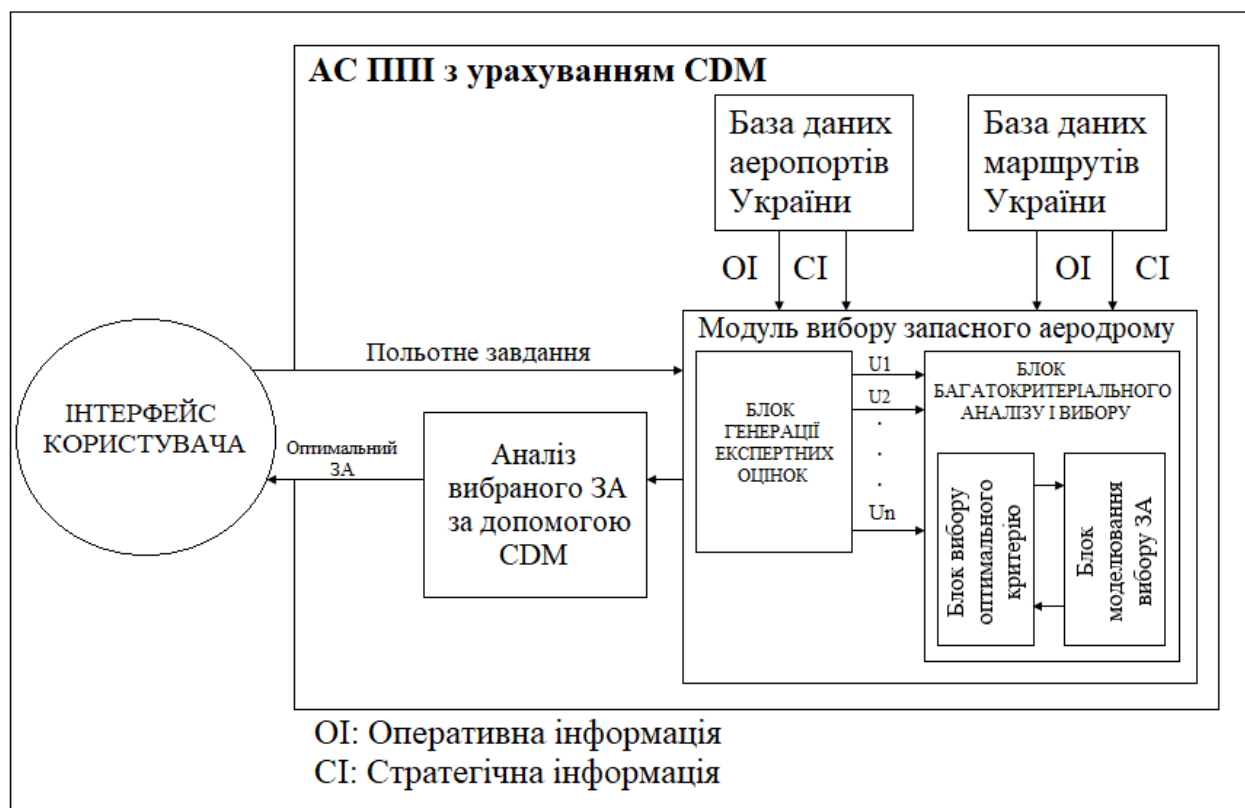 АС ППІ з урахуванням CDM
База даних
аеропортів
України
База даних
маршрутів
України
ОІ
СІ
ОІ
СІ
Модуль вибору запасного аеродрому
Польотне завдання
ІНТЕРФЕЙС
КОРИСТУВАЧА
Оптимальний
ЗА
Аналіз
вибраного ЗА
за допомогою
CDM
БЛОК
ГЕНЕРАЦІЇ
ЕКСПЕРТНИХ
ОЦІНОК
U1
U2
.
.
.
.
Un
БЛОК
БАГАТОКРИТЕРІАЛЬНОГО
АНАЛІЗУ І ВИБОРУ
Блок вибору
оптимального
критерію
Блок
моделювання
вибору ЗА
ОІ: Оперативна інформація
СІ: Стратегічна інформація